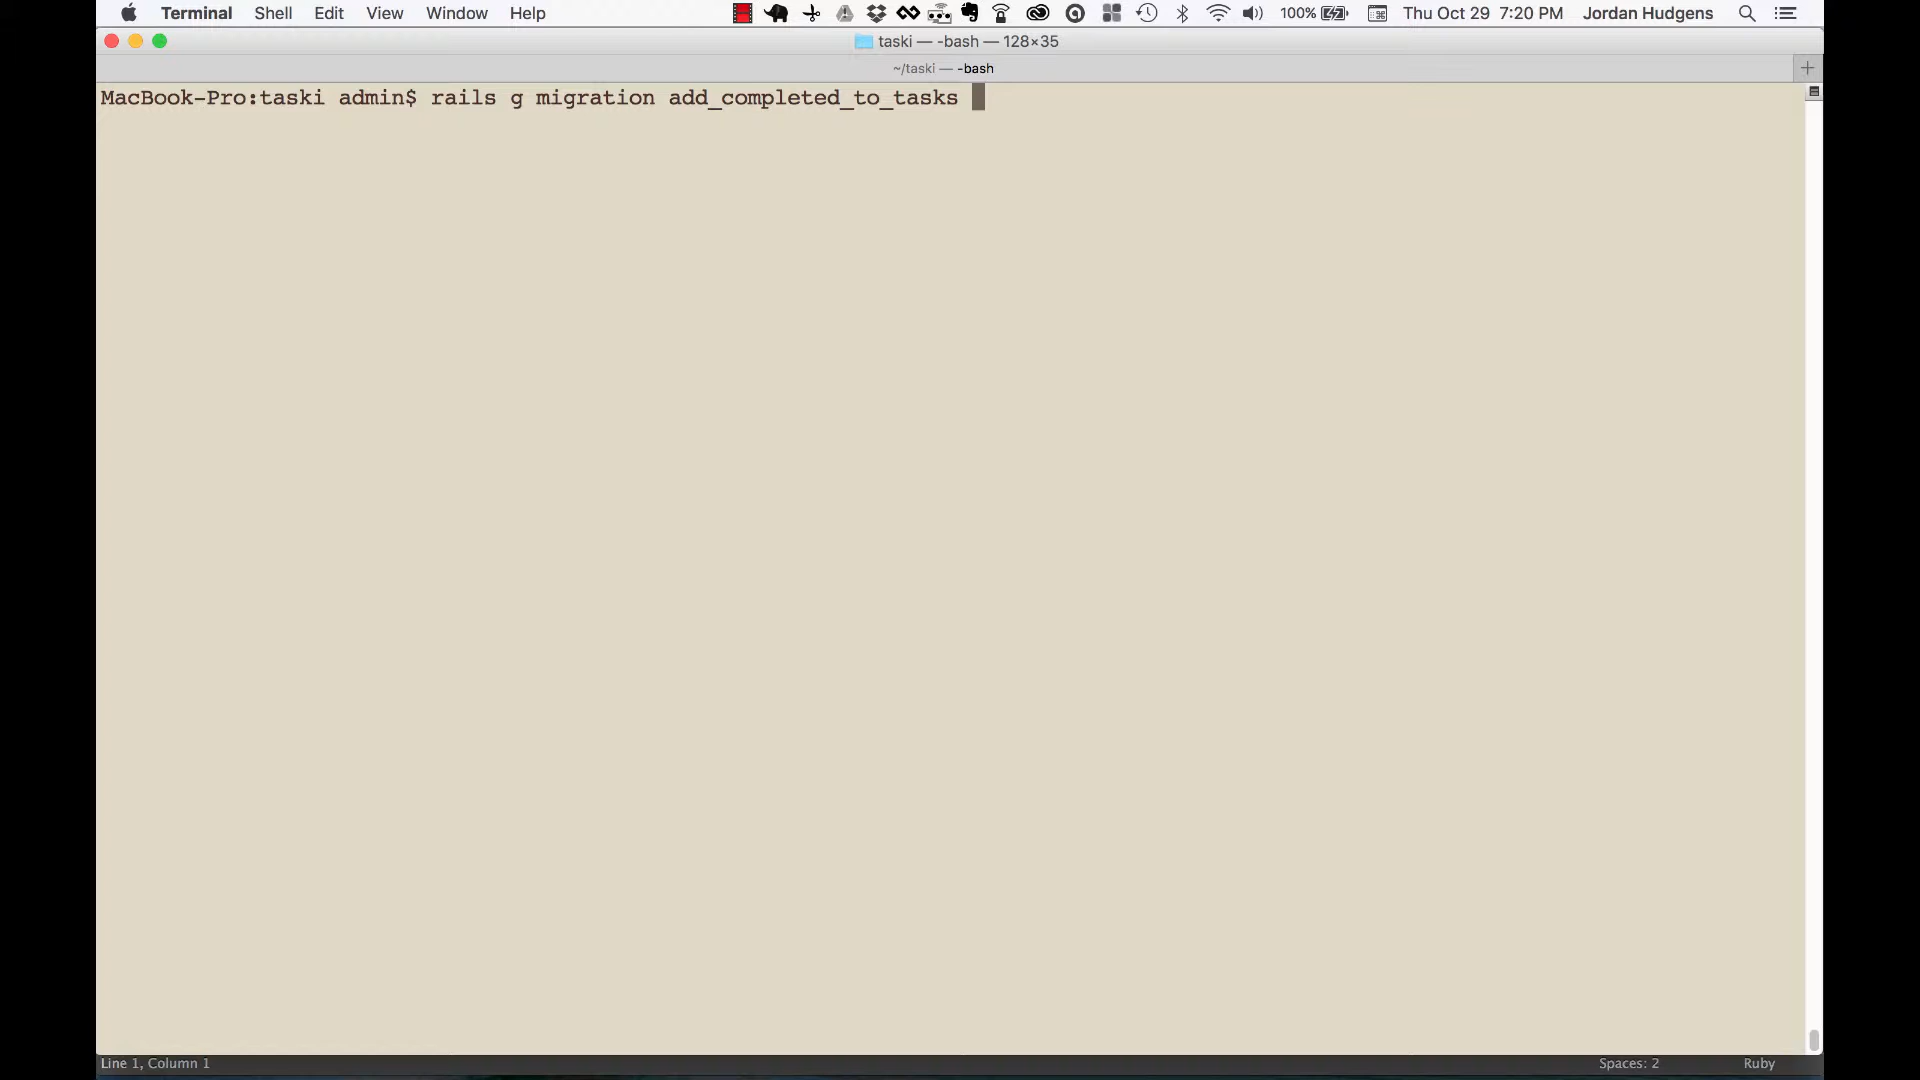 Terminal Shell Edit View Window Help 100% Thu Oct 29 7:20 PM Jordan Hudgens
taski — -bash — 128×35
~/taski — -bash
MacBook-Pro:taski admin$ rails g migration add_completed_to_tasks
Line 1, Column 1 Spaces: 2 Ruby